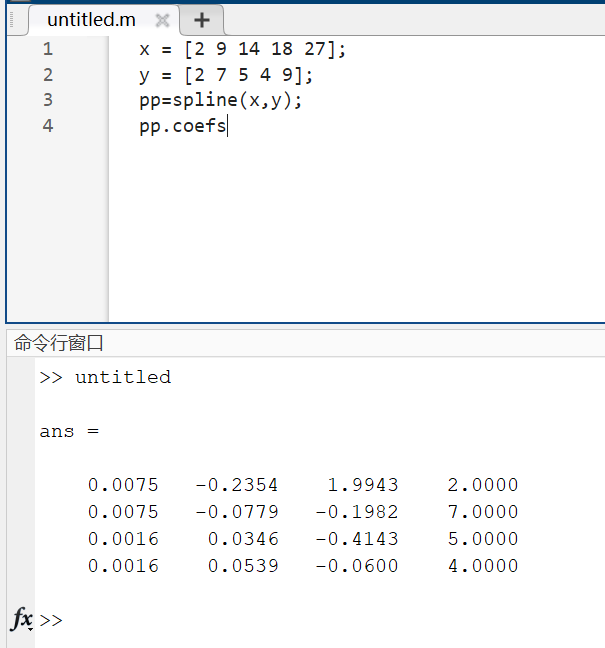 untitled.m
1 x = [2 9 14 18 27];
2 y = [2 7 5 4 9];
3 pp=spline(x,y);
4 pp.coefs
命令行窗口
>> untitled
ans =
0.0075 -0.2354 1.9943 2.0000
0.0075 -0.0779 -0.1982 7.0000
0.0016 0.0346 -0.4143 5.0000
0.0016 0.0539 -0.0600 4.0000
fx >>